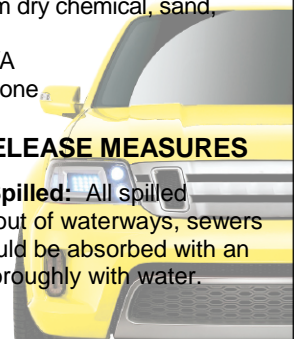 dry chemical, sand,
A
one
ELEASE MEASURES
pilled: All spilled
out of waterways, sewers
uld be absorbed with an
oroughly with water.